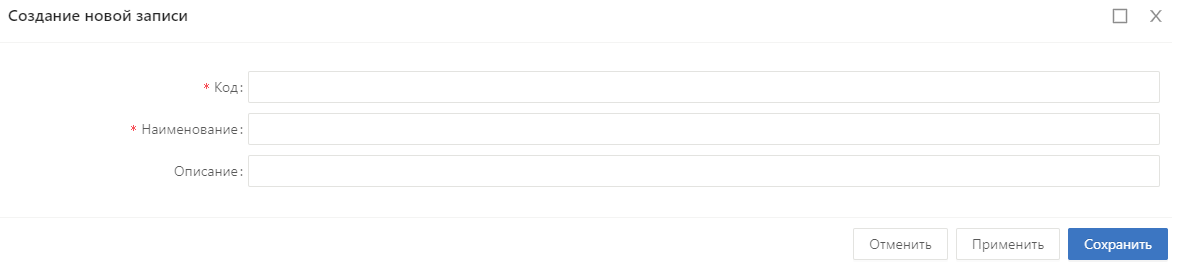 Создание новой записи
* Код:
* Наименование:
Описание:
Отменить Применить Сохранить